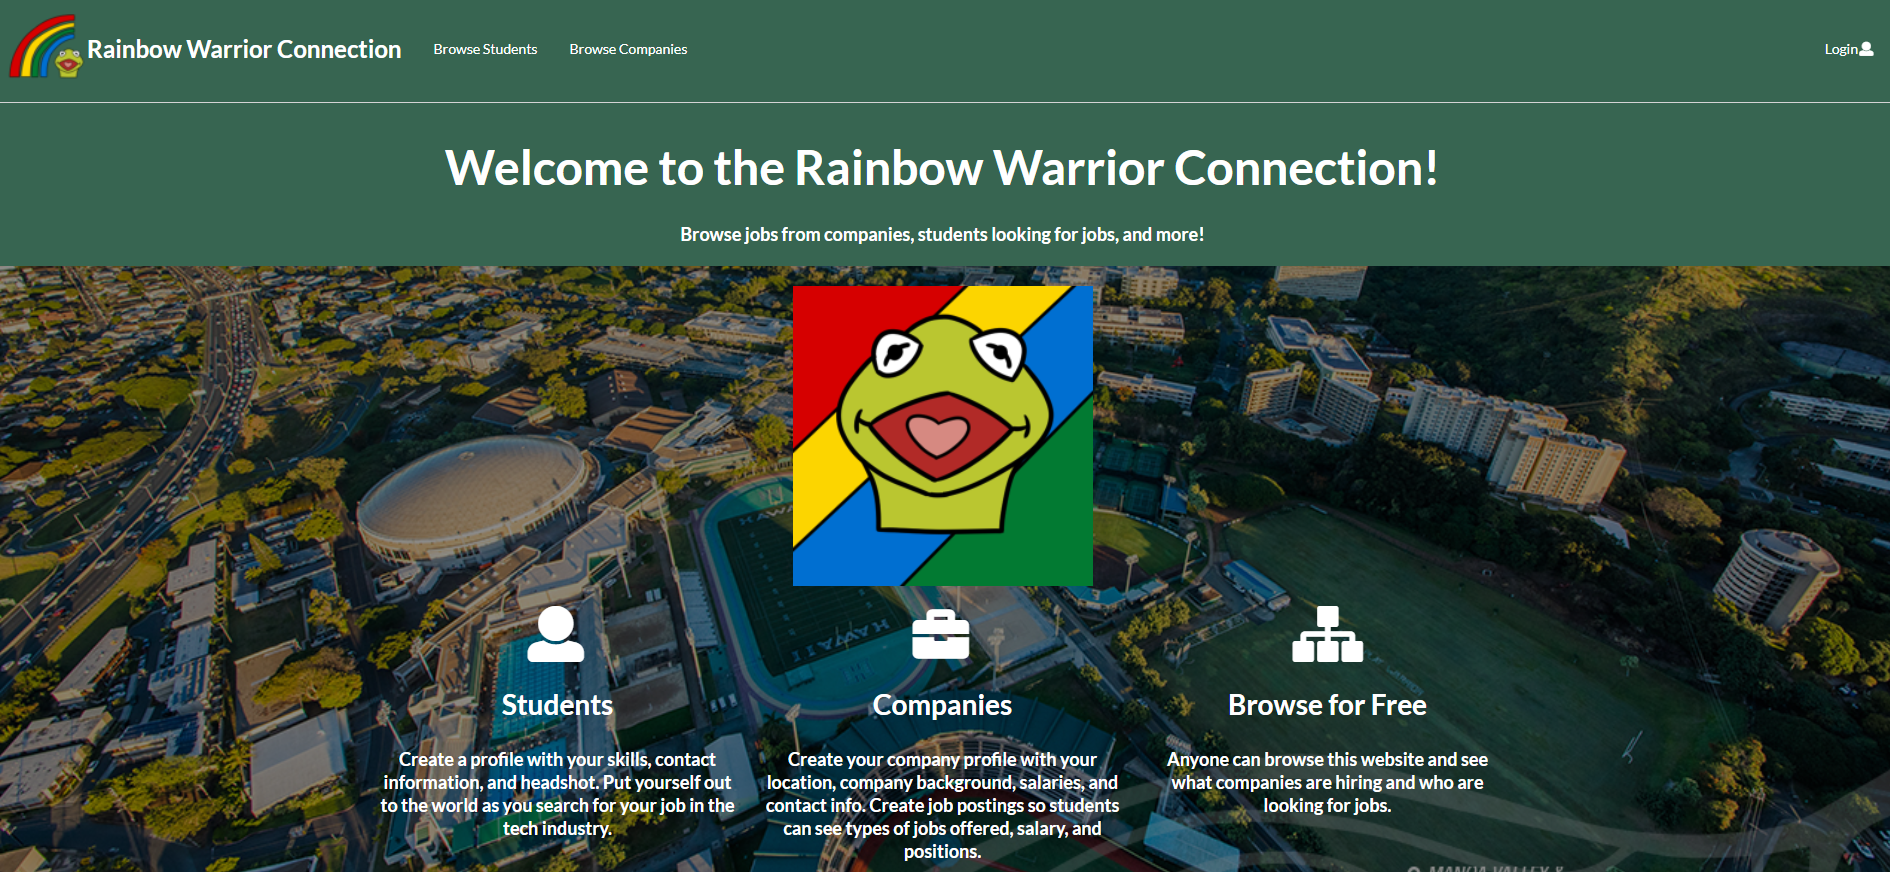 Rainbow Warrior Connection
Browse Students
Browse Companies
Login
Welcome to the Rainbow Warrior Connection!
Browse jobs from companies, students looking for jobs, and more!
HAWAII
Students
Create a profile with your skills, contact
information, and headshot. Put yourself out
to the world as you search for your job in the
tech industry.
Companies
Create your company profile with your
location, company background, salaries, and
contact info. Create job postings so students
can see types of jobs offered, salary, and
positions.
Browse for Free
Anyone can browse this website and see
what companies are hiring and who are
looking for jobs.